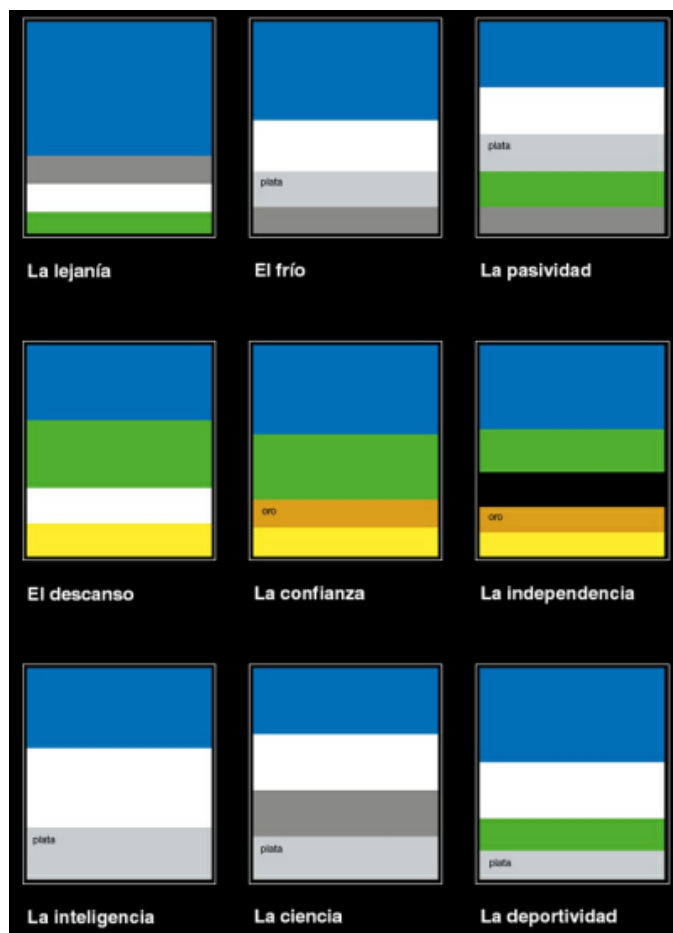 plata
plata
La lejanía
El frío
La pasividad
oro
oro
El descanso
La confianza
La independencia
plata
plata
plata
La inteligencia
La ciencia
La deportividad